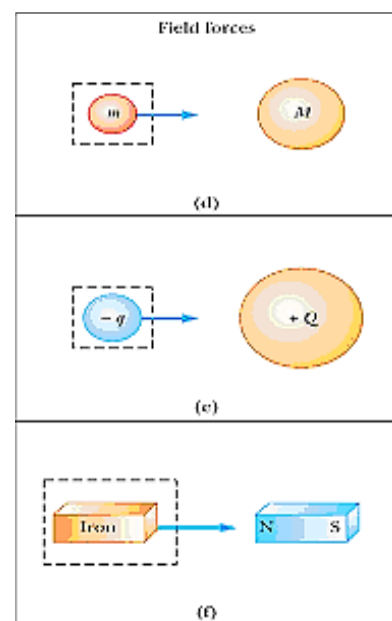 Field forces
m M
(d)
– q + Q
(e)
Iron N S
(f)